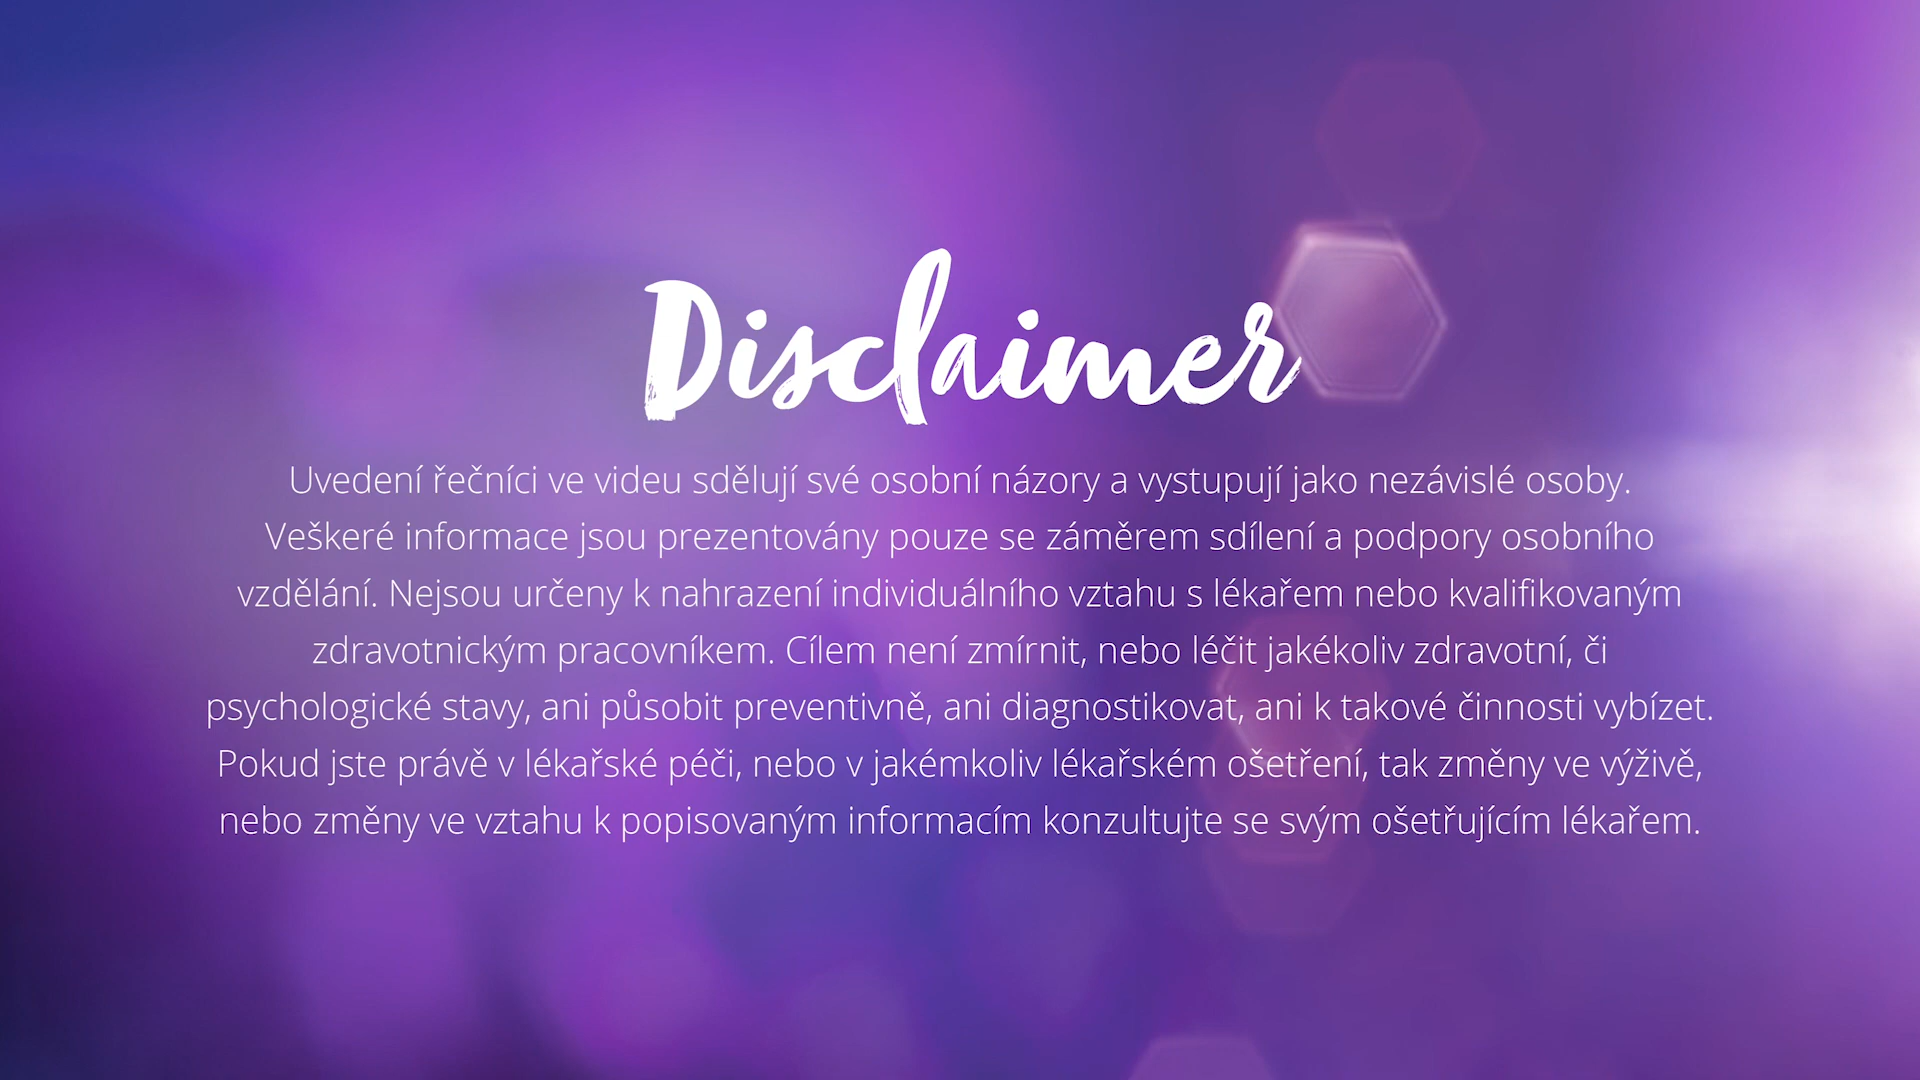 Disclaimer
Uvedení řečníci ve videu sdělují své osobní názory a vystupují jako nezávislé osoby.
Veškeré informace jsou prezentovány pouze se záměrem sdílení a podpory osobního
vzdělání. Nejsou určeny k nahrazení individuálního vztahu s lékařem nebo kvalifikovaným
zdravotnickým pracovníkem. Cílem není zmírnit, nebo léčit jakékoliv zdravotní, či
psychologické stavy, ani působit preventivně, ani diagnostikovat, ani k takové činnosti vybízet.
Pokud jste právě v lékařské péči, nebo v jakémkoliv lékařském ošetření, tak změny ve výživě,
nebo změny ve vztahu k popisovaným informacím konzultujte se svým ošetřujícím lékařem.